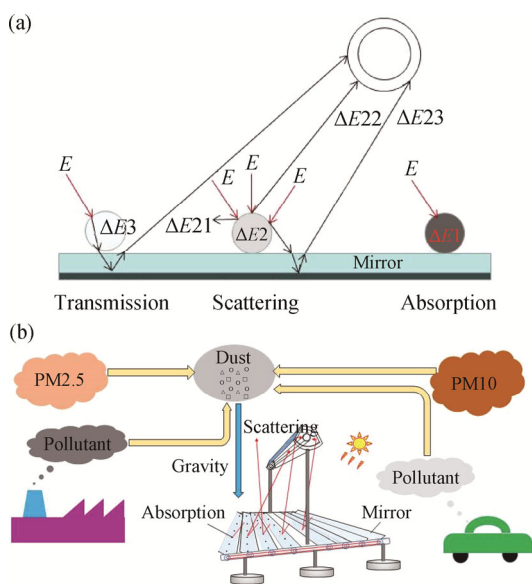 (a)
ΔE22
ΔE23
E
E
E
E
E
ΔE3
ΔE21
ΔE2
ΔE1
Mirror
Transmission
Scattering
Absorption
(b)
Dust
PM2.5
PM10
Scattering
Pollutant
Gravity
Pollutant
Absorption
Mirror